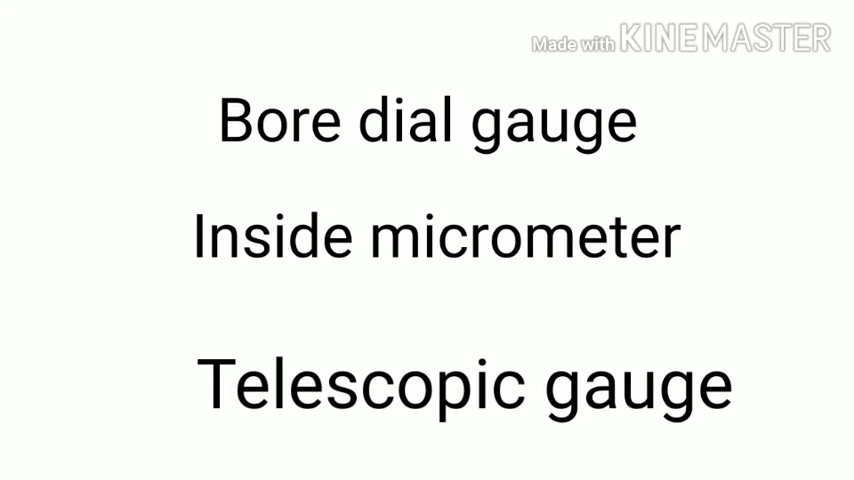 Made with KINEMASTER
Bore dial gauge
Inside micrometer
Telescopic gauge